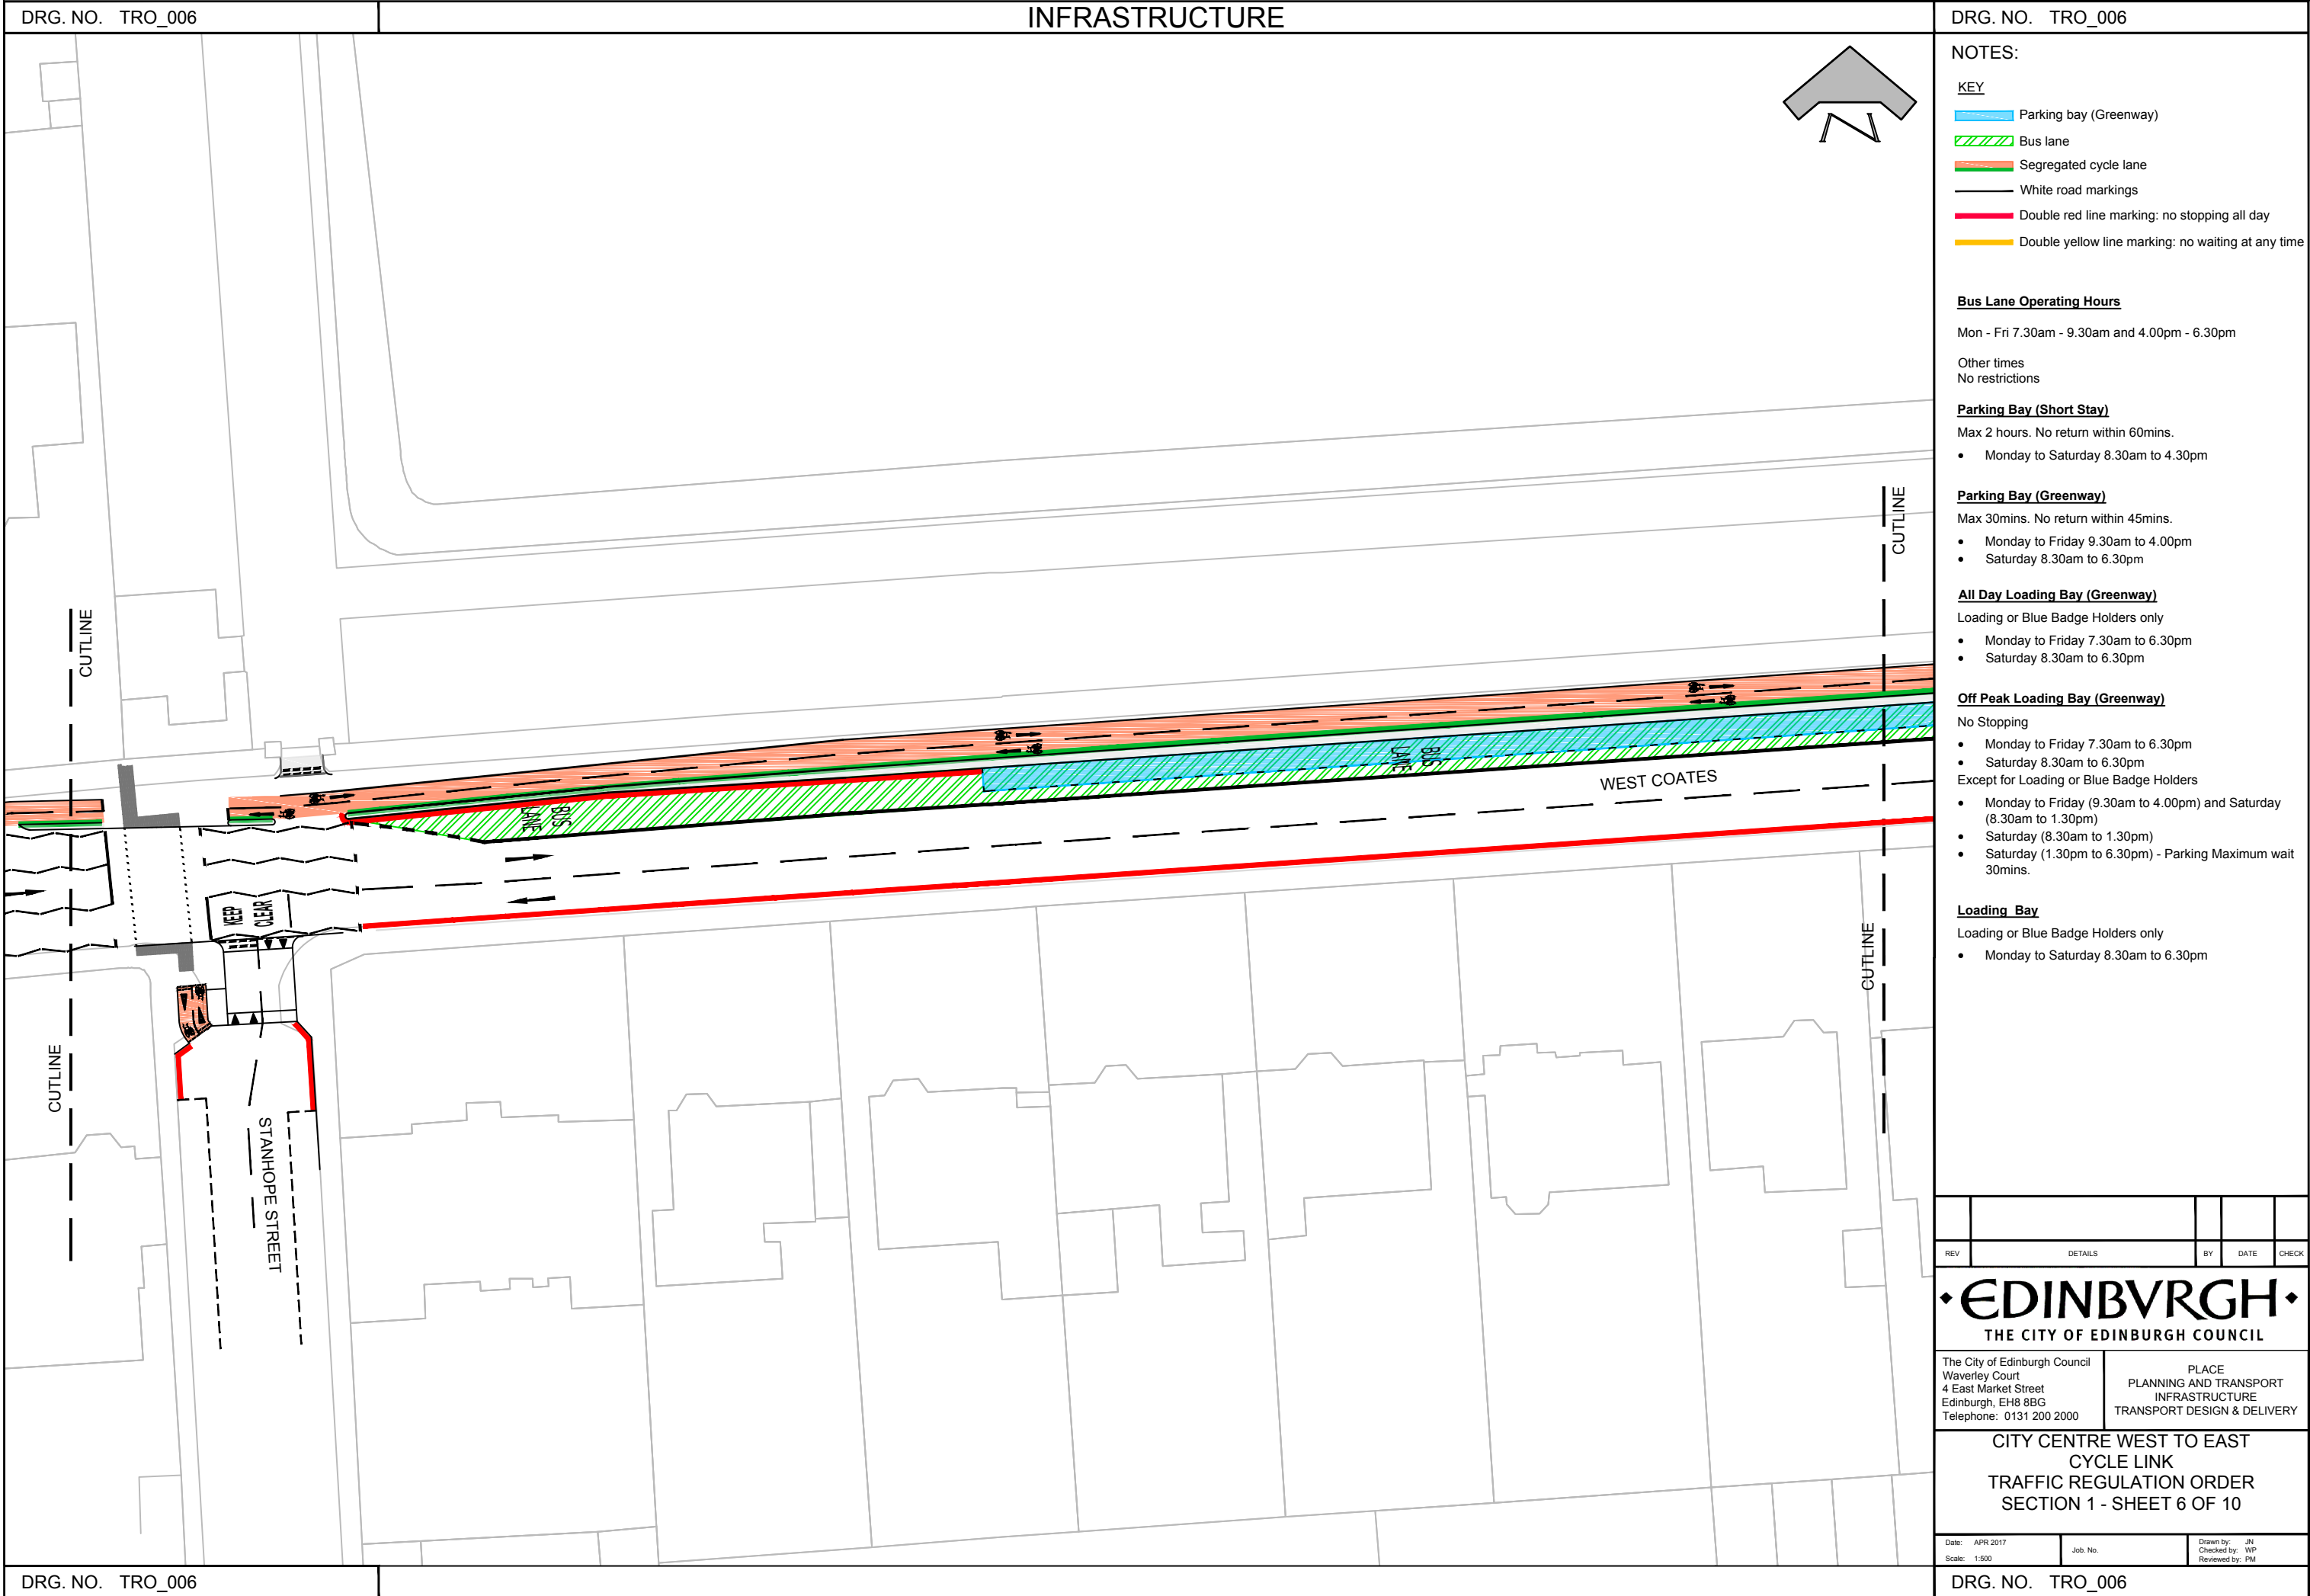 DRG. NO. TRO_006
INFRASTRUCTURE
DRG. NO. TRO_006
CUTLINE
CUTLINE
CUTLINE
CUTLINE
BUS
LANE
BUS
LANE
WEST COATES
KEEP
CLEAR
STANHOPE STREET
NOTES:
KEY
Parking bay (Greenway)
Bus lane
Segregated cycle lane
White road markings
Double red line marking: no stopping all day
Double yellow line marking: no waiting at any time
Bus Lane Operating Hours
Mon - Fri 7.30am - 9.30am and 4.00pm - 6.30pm
Other times
No restrictions
Parking Bay (Short Stay)
Max 2 hours. No return within 60mins.
• Monday to Saturday 8.30am to 4.30pm
Parking Bay (Greenway)
Max 30mins. No return within 45mins.
• Monday to Friday 9.30am to 4.00pm
• Saturday 8.30am to 6.30pm
All Day Loading Bay (Greenway)
Loading or Blue Badge Holders only
• Monday to Friday 7.30am to 6.30pm
• Saturday 8.30am to 6.30pm
Off Peak Loading Bay (Greenway)
No Stopping
• Monday to Friday 7.30am to 6.30pm
• Saturday 8.30am to 6.30pm
Except for Loading or Blue Badge Holders
• Monday to Friday (9.30am to 4.00pm) and Saturday
(8.30am to 1.30pm)
• Saturday (8.30am to 1.30pm)
• Saturday (1.30pm to 6.30pm) - Parking Maximum wait
30mins.
Loading Bay
Loading or Blue Badge Holders only
• Monday to Saturday 8.30am to 6.30pm
REV DETAILS BY DATE CHECK
EDINBVRGH
THE CITY OF EDINBURGH COUNCIL
The City of Edinburgh Council
Waverley Court
4 East Market Street
Edinburgh, EH8 8BG
Telephone: 0131 200 2000
PLACE
PLANNING AND TRANSPORT
INFRASTRUCTURE
TRANSPORT DESIGN & DELIVERY
CITY CENTRE WEST TO EAST
CYCLE LINK
TRAFFIC REGULATION ORDER
SECTION 1 - SHEET 6 OF 10
Date: APR 2017
Scale: 1:500
Job. No.
Drawn by: JN
Checked by: WP
Reviewed by: PM
DRG. NO. TRO_006
DRG. NO. TRO_006